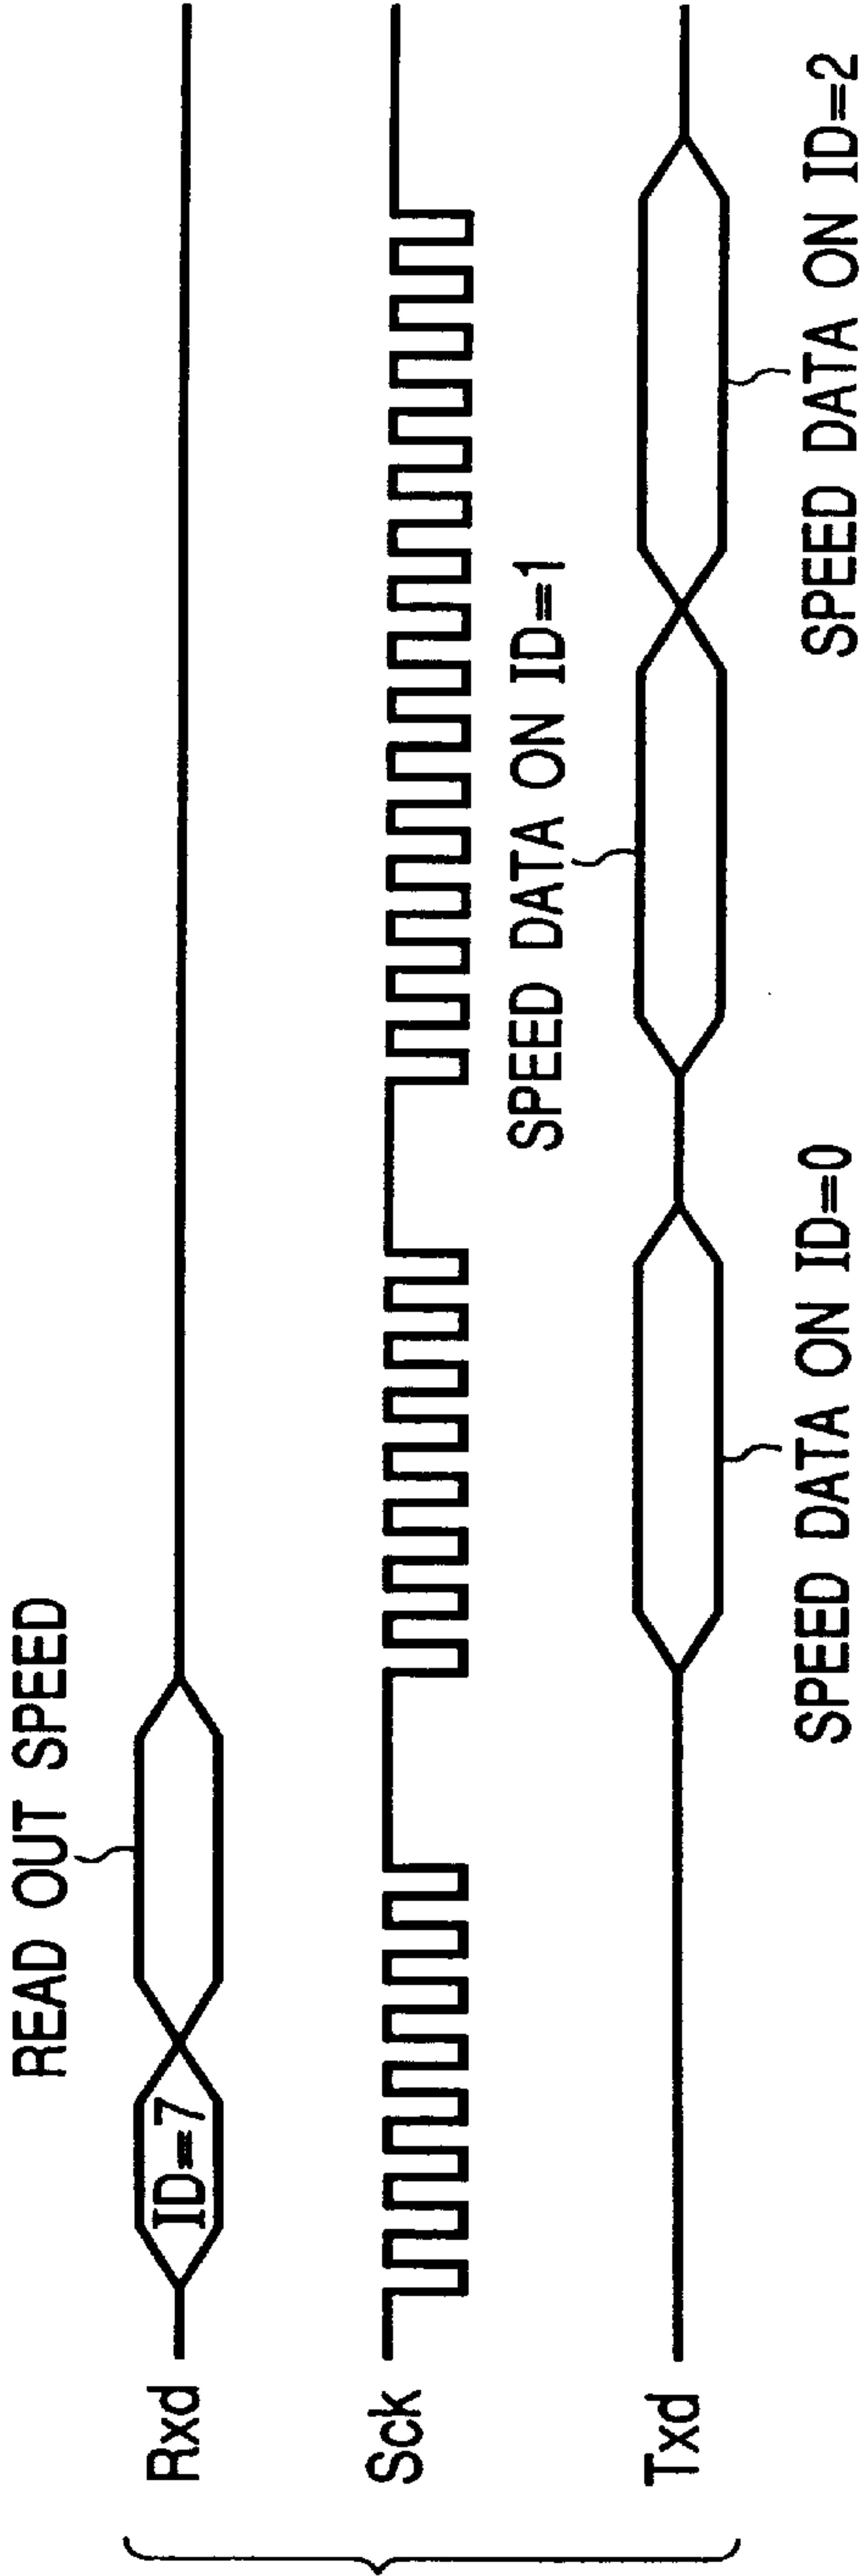 READ OUT SPEED
Rxd
ID=7
Sck
SPEED DATA ON ID=1
Txd
SPEED DATA ON ID=0
SPEED DATA ON ID=2